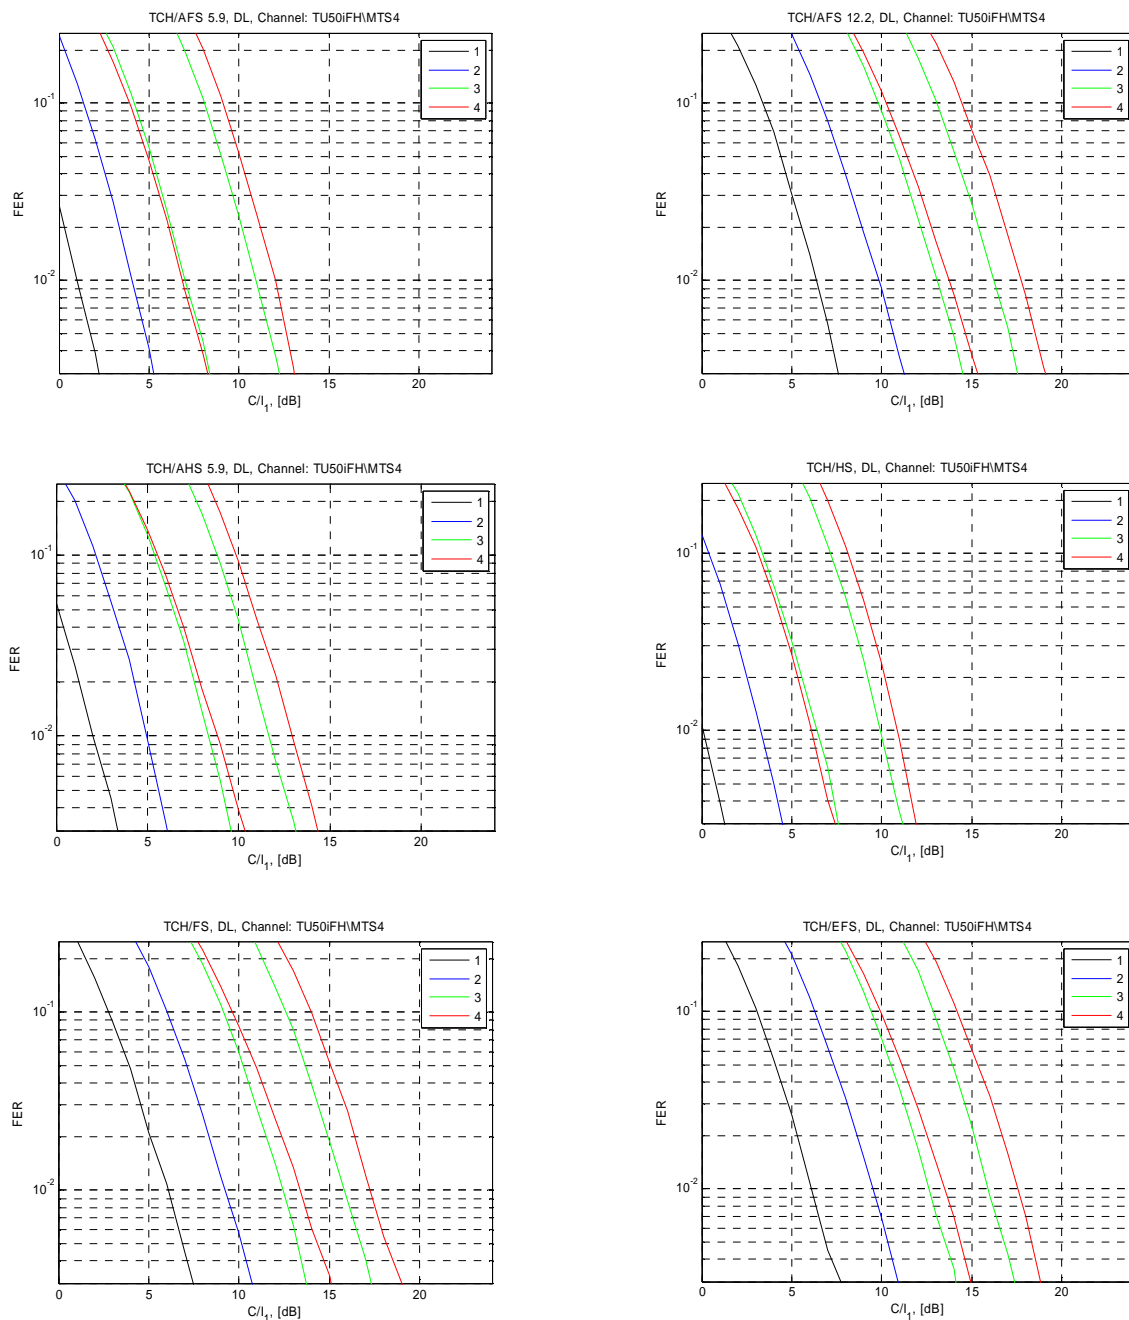 TCH/AFS 5.9, DL, Channel: TU50iFH\MTS4
1
2
3
4
10^-1
10^-2
FER
0 5 10 15 20
C/I_1, [dB]
TCH/AFS 12.2, DL, Channel: TU50iFH\MTS4
1
2
3
4
10^-1
10^-2
FER
0 5 10 15 20
C/I_1, [dB]
TCH/AHS 5.9, DL, Channel: TU50iFH\MTS4
1
2
3
4
10^-1
10^-2
FER
0 5 10 15 20
C/I_1, [dB]
TCH/HS, DL, Channel: TU50iFH\MTS4
1
2
3
4
10^-1
10^-2
FER
0 5 10 15 20
C/I_1, [dB]
TCH/FS, DL, Channel: TU50iFH\MTS4
1
2
3
4
10^-1
10^-2
FER
0 5 10 15 20
C/I_1, [dB]
TCH/EFS, DL, Channel: TU50iFH\MTS4
1
2
3
4
10^-1
10^-2
FER
0 5 10 15 20
C/I_1, [dB]